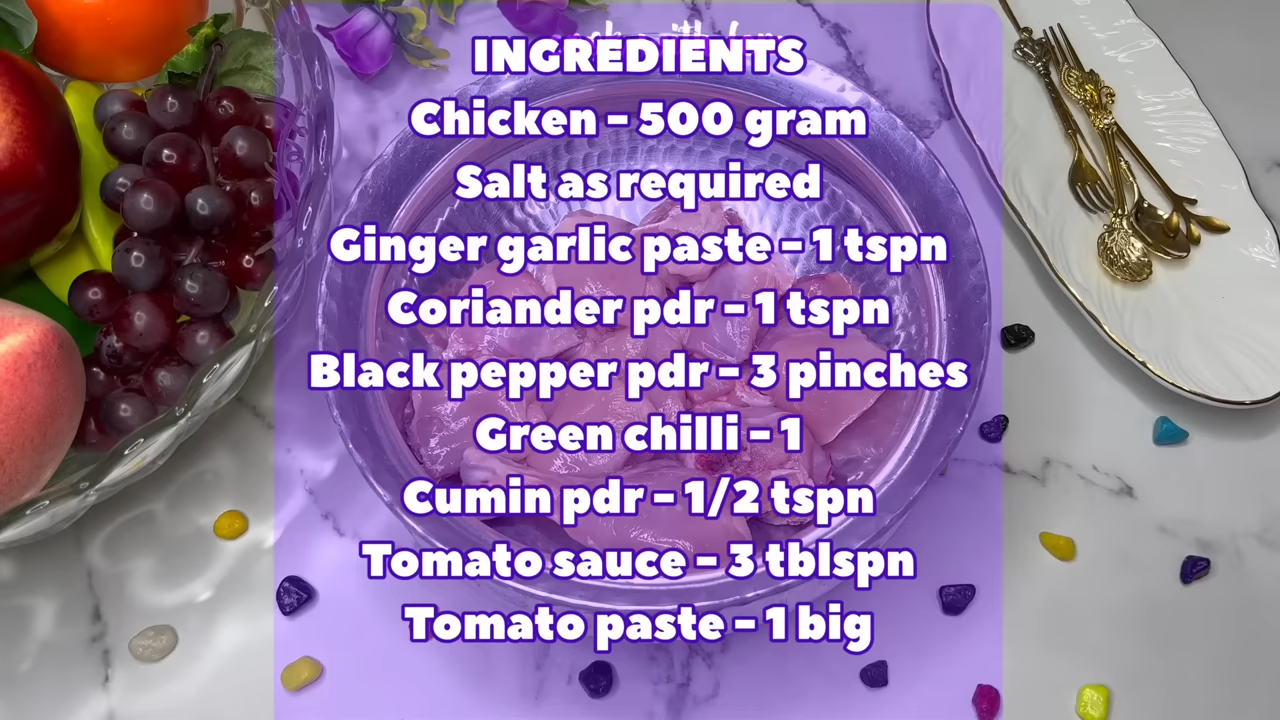 INGREDIENTS
Chicken - 500 gram
Salt as required
Ginger garlic paste - 1 tspn
Coriander pdr - 1 tspn
Black pepper pdr - 3 pinches
Green chilli - 1
Cumin pdr - 1/2 tspn
Tomato sauce - 3 tblspn
Tomato paste - 1 big